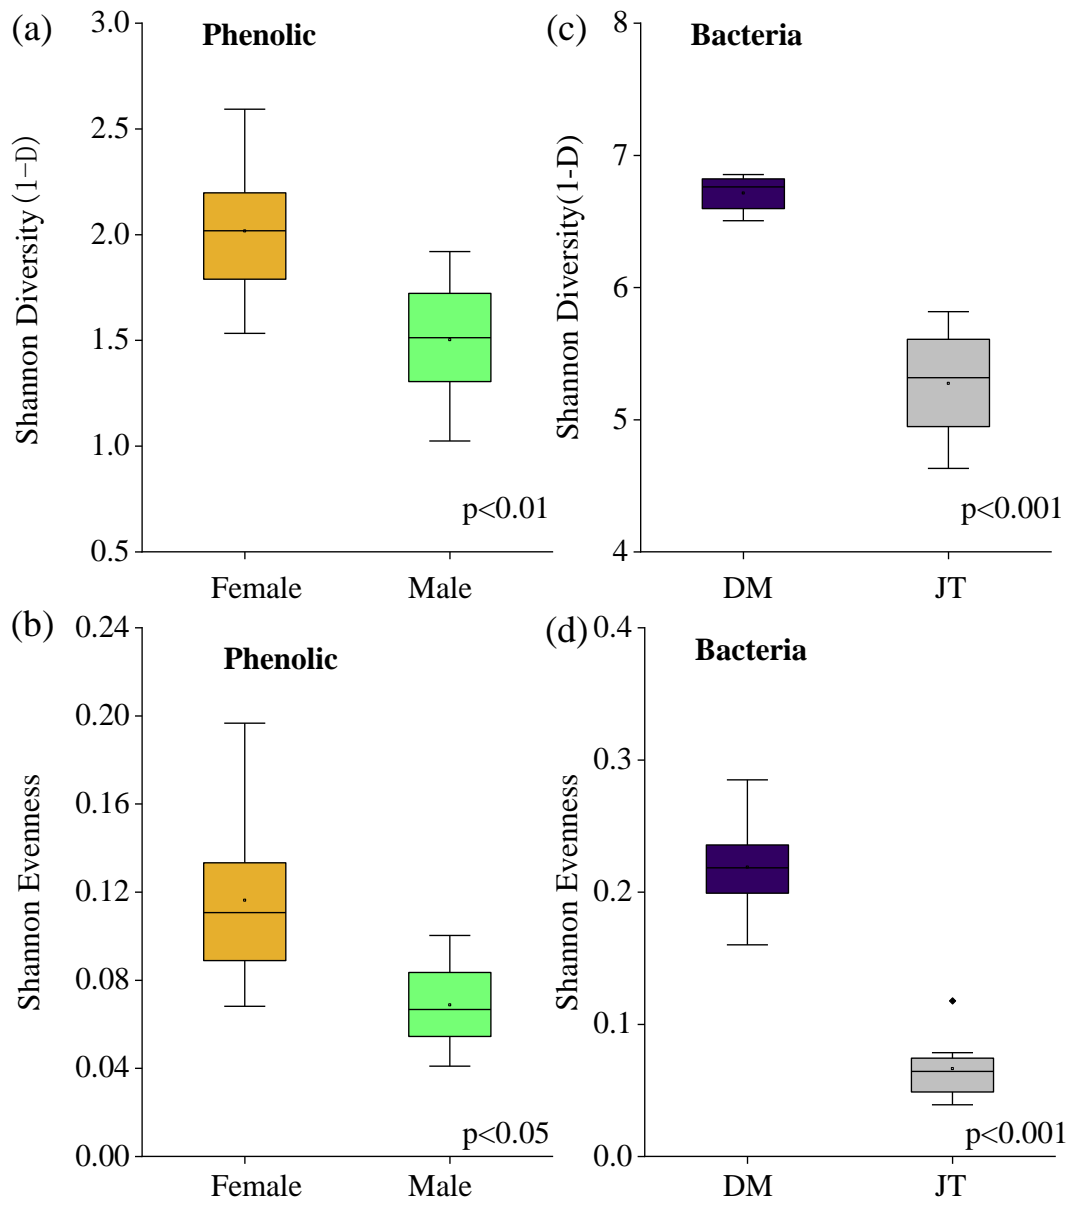 (a)
Phenolic
Shannon Diversity (1−D)
3.0
2.5
2.0
1.5
1.0
0.5
p<0.01
Female
Male
(c)
Bacteria
Shannon Diversity(1-D)
8
7
6
5
4
p<0.001
DM
JT
(b)
Phenolic
Shannon Evenness
0.24
0.20
0.16
0.12
0.08
0.04
0.00
p<0.05
Female
Male
(d)
Bacteria
Shannon Evenness
0.4
0.3
0.2
0.1
0.0
p<0.001
DM
JT